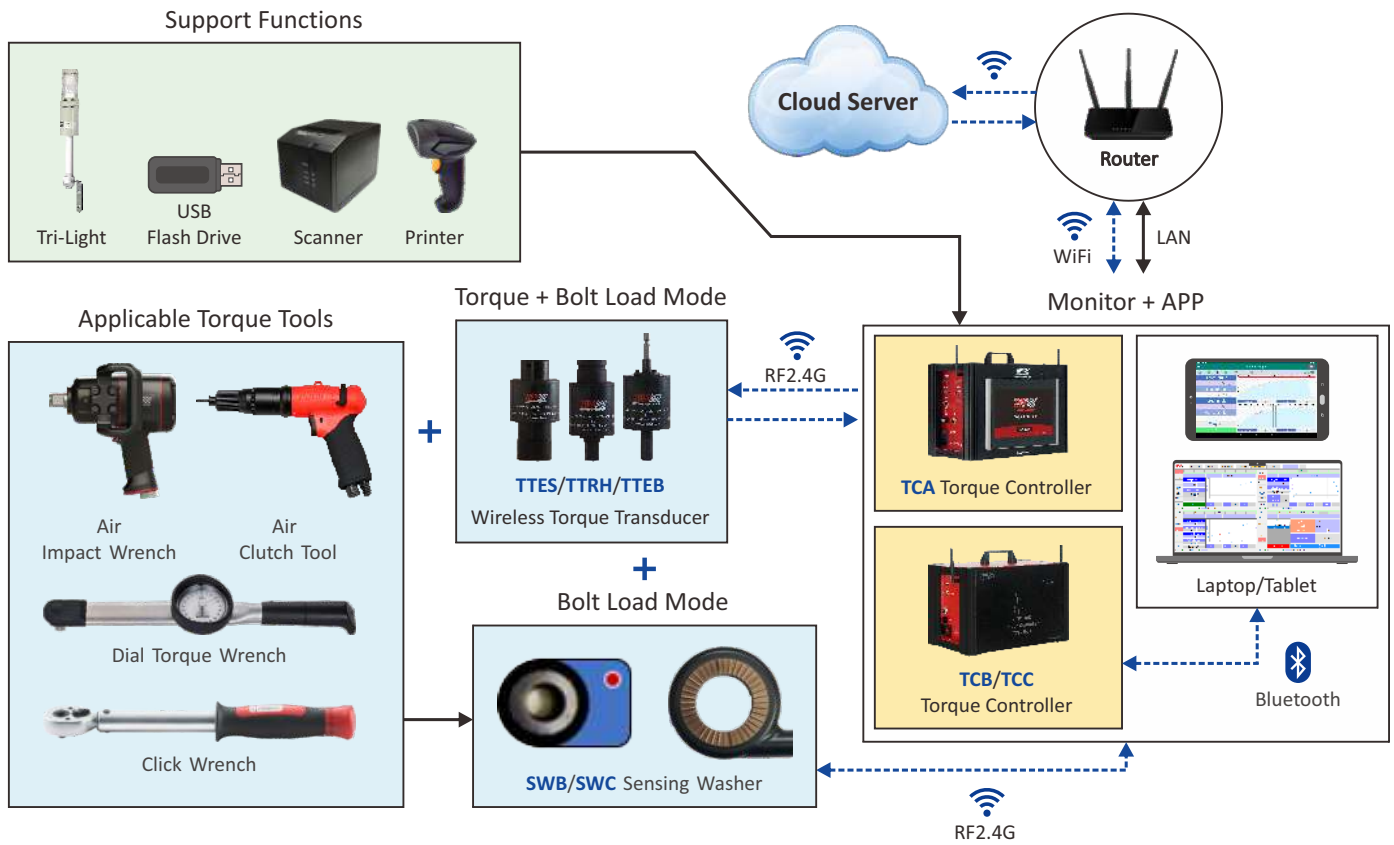 Support Functions
Tri-Light
USB
Flash Drive
Scanner
Printer
Cloud Server
Router
WiFi
LAN
Monitor + APP
Applicable Torque Tools
Air
Impact Wrench
Air
Clutch Tool
Dial Torque Wrench
Click Wrench
Torque + Bolt Load Mode
TTES/TTRH/TTEB
Wireless Torque Transducer
+
+
Bolt Load Mode
SWB/SWC Sensing Washer
RF2.4G
TCA Torque Controller
TCB/TCC
Torque Controller
Laptop/Tablet
Bluetooth
RF2.4G